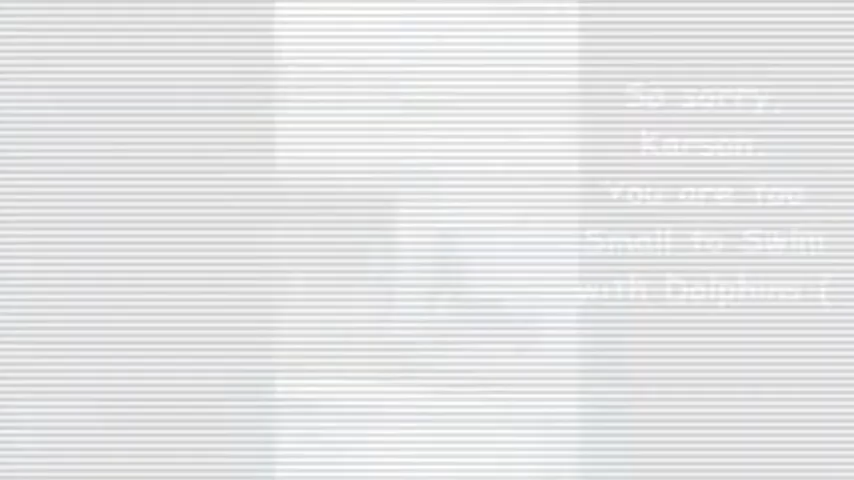 So sorry,
Karson.
You are too
Small to Swim
with Dolphins (